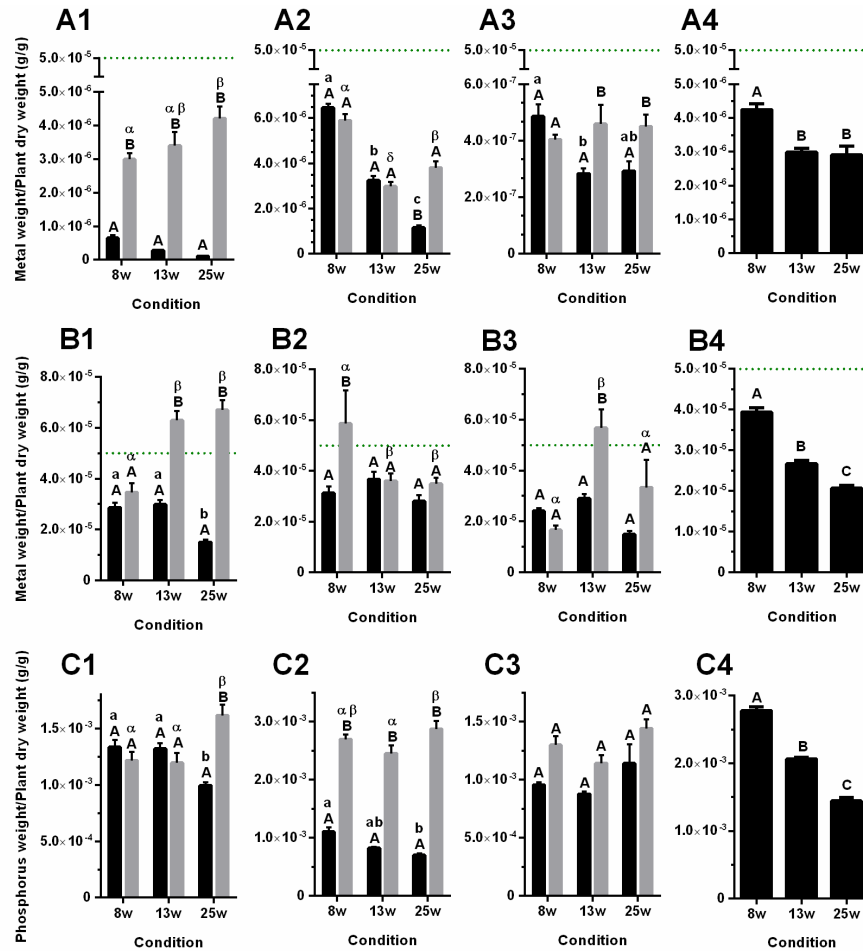 A1 A2 A3 A4
Metal weight/Plant dry weight (g/g)
5.0×10⁻⁵
5.0×10⁻⁶
4.0×10⁻⁶
3.0×10⁻⁶
2.0×10⁻⁶
1.0×10⁻⁶
0
A α B A α β B A β B
8w 13w 25w
Condition
5.0×10⁻⁵
6.0×10⁻⁶
4.0×10⁻⁶
2.0×10⁻⁶
0
a A α A b A δ A c B β A
8w 13w 25w
Condition
5.0×10⁻⁵
6.0×10⁻⁷
4.0×10⁻⁷
2.0×10⁻⁷
0
a A A b A B ab A B
8w 13w 25w
Condition
5.0×10⁻⁵
5.0×10⁻⁶
4.0×10⁻⁶
3.0×10⁻⁶
2.0×10⁻⁶
1.0×10⁻⁶
0
A B B
8w 13w 25w
Condition
B1 B2 B3 B4
Metal weight/Plant dry weight (g/g)
8.0×10⁻⁵
6.0×10⁻⁵
4.0×10⁻⁵
2.0×10⁻⁵
0
a A α A a A β B b A β B
8w 13w 25w
Condition
8.0×10⁻⁵
6.0×10⁻⁵
4.0×10⁻⁵
2.0×10⁻⁵
0
A α B A β A A β A
8w 13w 25w
Condition
8.0×10⁻⁵
6.0×10⁻⁵
4.0×10⁻⁵
2.0×10⁻⁵
0
A α A A β B A α A
8w 13w 25w
Condition
5.0×10⁻⁵
4.0×10⁻⁵
3.0×10⁻⁵
2.0×10⁻⁵
1.0×10⁻⁵
0
A B C
8w 13w 25w
Condition
C1 C2 C3 C4
Phosphorus weight/Plant dry weight (g/g)
1.5×10⁻³
1.0×10⁻³
5.0×10⁻⁴
0
a A α A a A α A b A β B
8w 13w 25w
Condition
3.0×10⁻³
2.0×10⁻³
1.0×10⁻³
0
a A α β B ab A α B b A β B
8w 13w 25w
Condition
1.5×10⁻³
1.0×10⁻³
5.0×10⁻⁴
0
A A A A A A
8w 13w 25w
Condition
3.0×10⁻³
2.0×10⁻³
1.0×10⁻³
0
A B C
8w 13w 25w
Condition